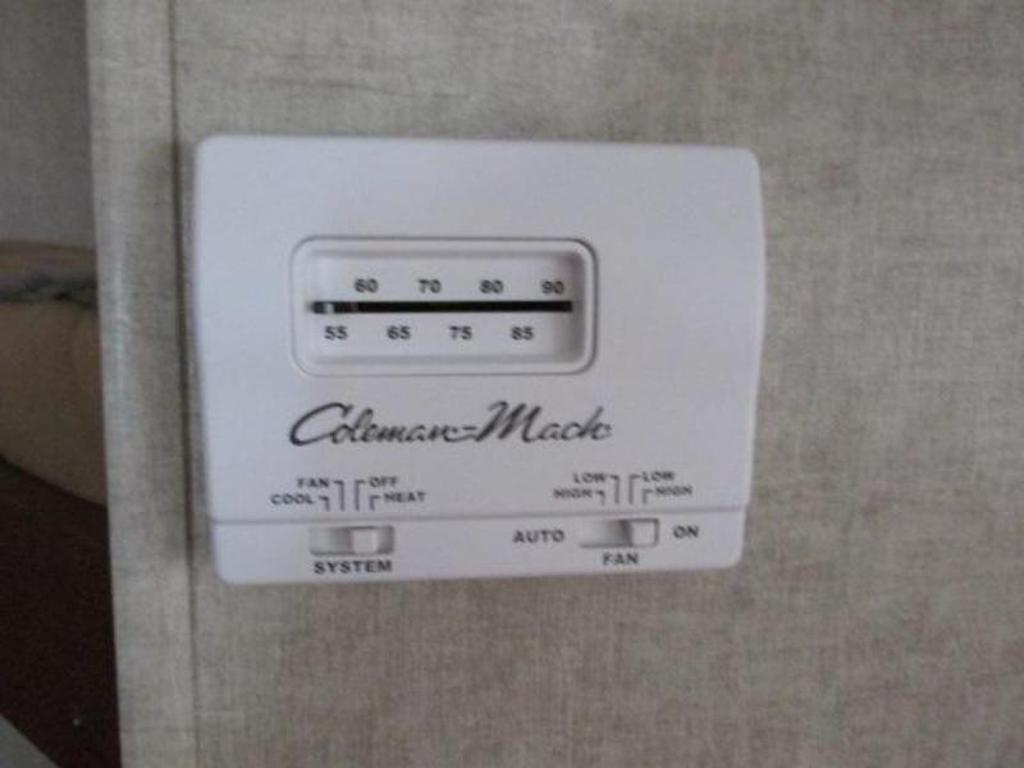 60 70 80 90
55 65 75 85
Coleman-Mach
FAN OFF
COOL HEAT
LOW LOW
HIGH HIGH
AUTO ON
SYSTEM
FAN